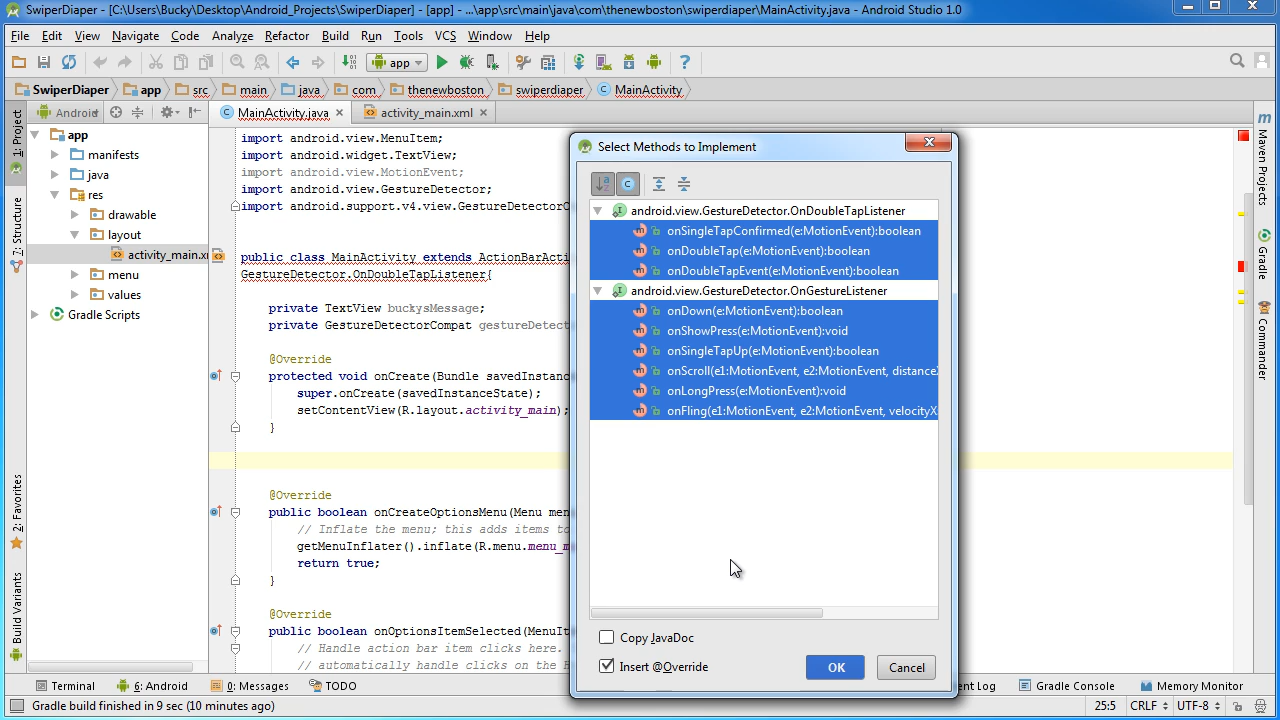 SwiperDiaper - [C:\Users\Bucky\Desktop\Android_Projects\SwiperDiaper] - [app] - ...\app\src\main\java\com\thenewboston\swiperdiaper\MainActivity.java - Android Studio 1.0
File Edit View Navigate Code Analyze Refactor Build Run Tools VCS Window Help
app
SwiperDiaper app src main java com thenewboston swiperdiaper MainActivity
1: Project
7: Structure
2: Favorites
Build Variants
Android
app
manifests
java
res
drawable
layout
activity_main.xm
menu
values
Gradle Scripts
MainActivity.java activity_main.xml
import android.view.MenuItem;
import android.widget.TextView;
import android.view.MotionEvent;
import android.view.GestureDetector;
import android.support.v4.view.GestureDetectorC
public class MainActivity extends ActionBarActi
GestureDetector.OnDoubleTapListener{
private TextView buckysMessage;
private GestureDetectorCompat gestureDetect
@Override
protected void onCreate(Bundle savedInstanc
super.onCreate(savedInstanceState);
setContentView(R.layout.activity_main);
}
@Override
public boolean onCreateOptionsMenu(Menu men
// Inflate the menu; this adds items to
getMenuInflater().inflate(R.menu.menu_m
return true;
}
@Override
public boolean onOptionsItemSelected(MenuIt
// Handle action bar item clicks here.
// automatically handle clicks on the H
Select Methods to Implement
android.view.GestureDetector.OnDoubleTapListener
onSingleTapConfirmed(e:MotionEvent):boolean
onDoubleTap(e:MotionEvent):boolean
onDoubleTapEvent(e:MotionEvent):boolean
android.view.GestureDetector.OnGestureListener
onDown(e:MotionEvent):boolean
onShowPress(e:MotionEvent):void
onSingleTapUp(e:MotionEvent):boolean
onScroll(e1:MotionEvent, e2:MotionEvent, distanceX
onLongPress(e:MotionEvent):void
onFling(e1:MotionEvent, e2:MotionEvent, velocityX
Copy JavaDoc
Insert @Override
OK Cancel
Maven Projects
Gradle
Commander
Terminal 6: Android 0: Messages TODO nt Log Gradle Console Memory Monitor
Gradle build finished in 9 sec (10 minutes ago) 25:5 CRLF UTF-8